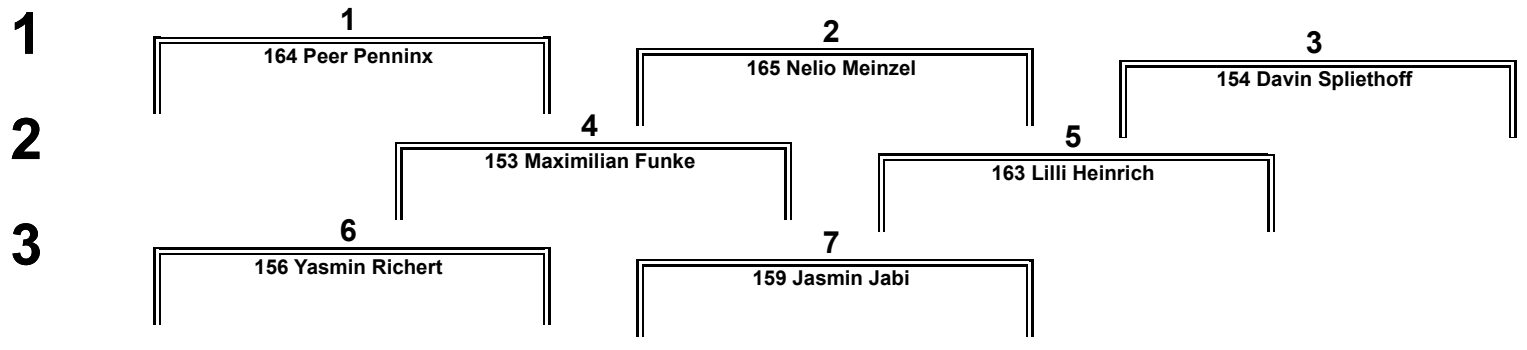 1
1
164 Peer Penninx
2
165 Nelio Meinzel
3
154 Davin Spliethoff
2
4
153 Maximilian Funke
5
163 Lilli Heinrich
3
6
156 Yasmin Richert
7
159 Jasmin Jabi